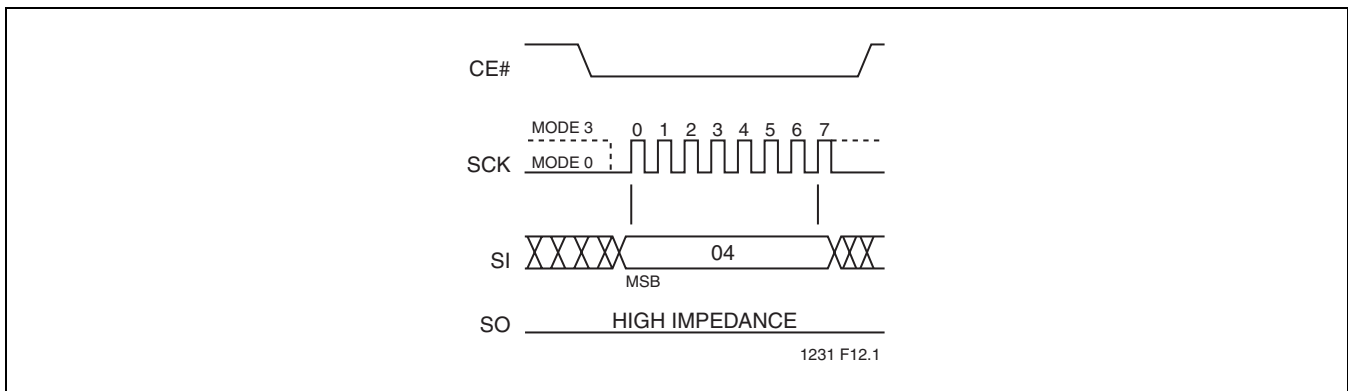 CE#
MODE 3
0 1 2 3 4 5 6 7
SCK
MODE 0
SI
04
MSB
SO
HIGH IMPEDANCE
1231 F12.1